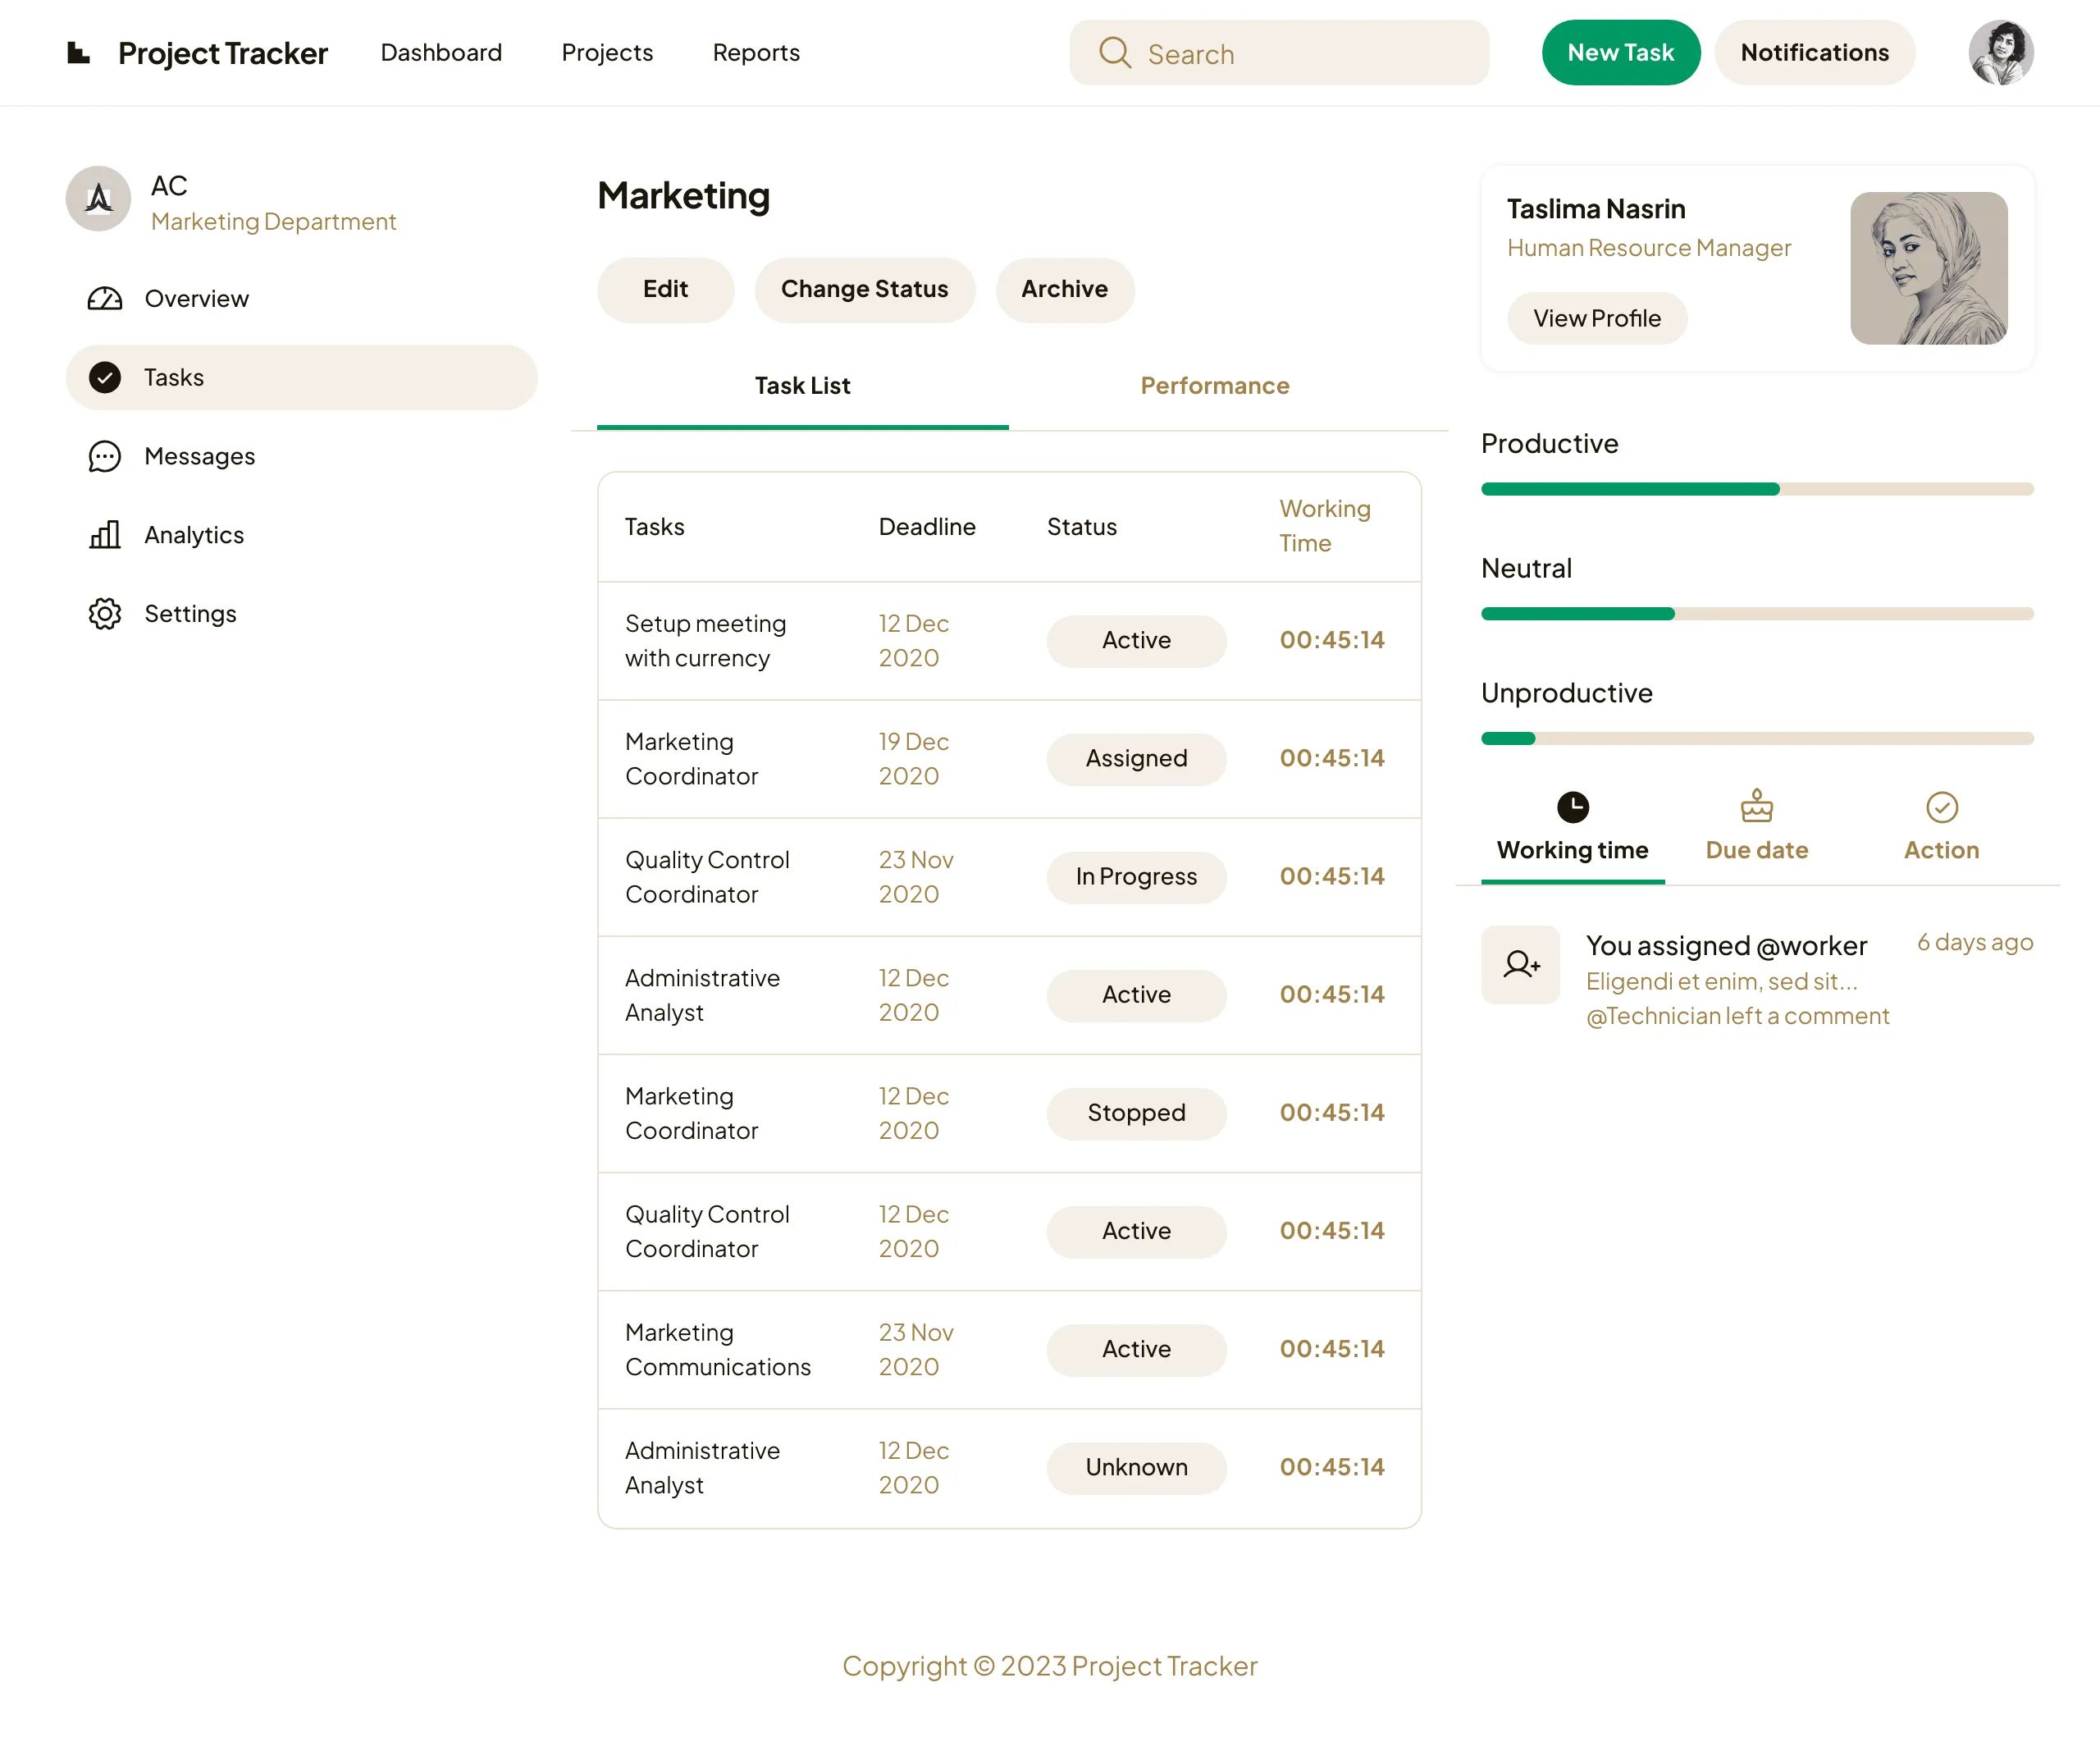 Project Tracker
Dashboard
Projects
Reports
Search
New Task
Notifications
AC
Marketing Department
Overview
Tasks
Messages
Analytics
Settings
Marketing
Edit
Change Status
Archive
Task List
Performance
Tasks
Deadline
Status
Working
Time
Setup meeting
with currency
12 Dec
2020
Active
00:45:14
Marketing
Coordinator
19 Dec
2020
Assigned
00:45:14
Quality Control
Coordinator
23 Nov
2020
In Progress
00:45:14
Administrative
Analyst
12 Dec
2020
Active
00:45:14
Marketing
Coordinator
12 Dec
2020
Stopped
00:45:14
Quality Control
Coordinator
12 Dec
2020
Active
00:45:14
Marketing
Communications
23 Nov
2020
Active
00:45:14
Administrative
Analyst
12 Dec
2020
Unknown
00:45:14
Taslima Nasrin
Human Resource Manager
View Profile
Productive
Neutral
Unproductive
Working time
Due date
Action
You assigned @worker
6 days ago
Eligendi et enim, sed sit...
@Technician left a comment
Copyright © 2023 Project Tracker